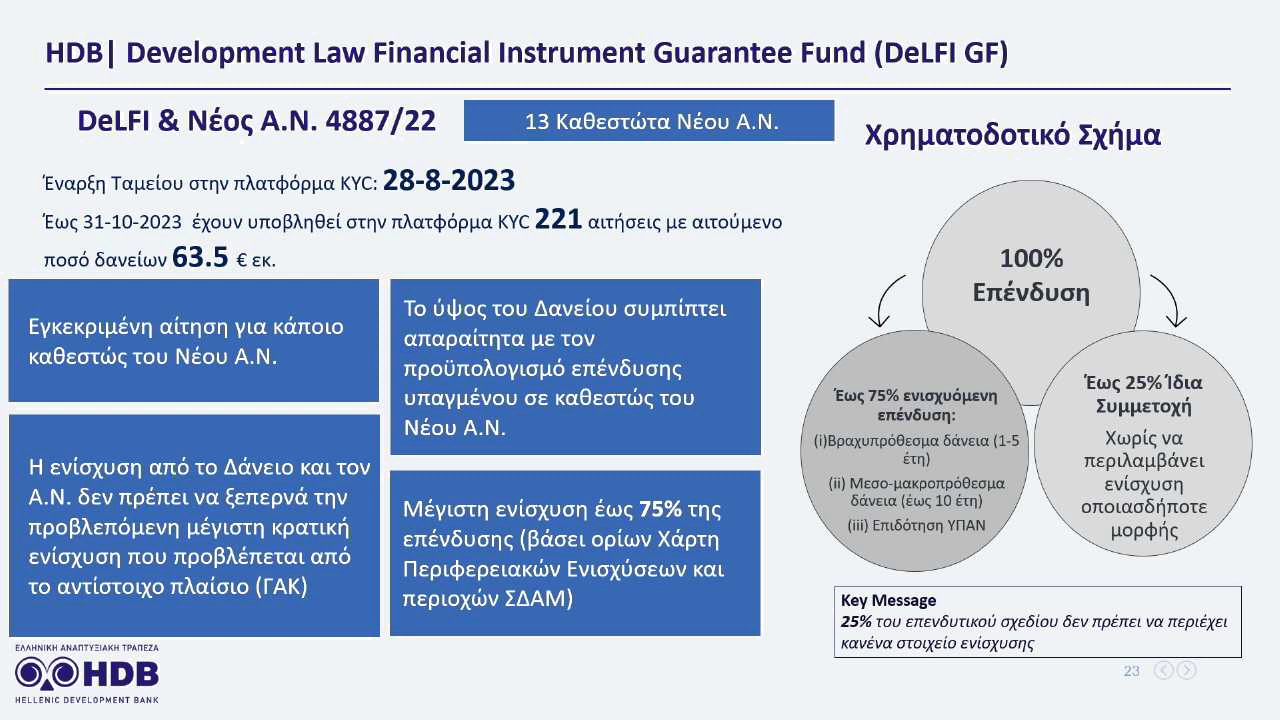 HDB| Development Law Financial Instrument Guarantee Fund (DeLFI GF)
DeLFI & Νέος Α.Ν. 4887/22
13 Καθεστώτα Νέου Α.Ν.
Έναρξη Ταμείου στην πλατφόρμα KYC: 28-8-2023
Έως 31-10-2023 έχουν υποβληθεί στην πλατφόρμα KYC 221 αιτήσεις με αιτούμενο
ποσό δανείων 63.5 € εκ.
Εγκεκριμένη αίτηση για κάποιο
καθεστώς του Νέου Α.Ν.
Το ύψος του Δανείου συμπίπτει
απαραίτητα με τον
προϋπολογισμό επένδυσης
υπαγμένου σε καθεστώς του
Νέου Α.Ν.
Η ενίσχυση από το Δάνειο και τον
Α.Ν. δεν πρέπει να ξεπερνά την
προβλεπόμενη μέγιστη κρατική
ενίσχυση που προβλέπεται από
το αντίστοιχο πλαίσιο (ΓΑΚ)
Μέγιστη ενίσχυση έως 75% της
επένδυσης (βάσει ορίων Χάρτη
Περιφερειακών Ενισχύσεων και
περιοχών ΣΔΑΜ)
Χρηματοδοτικό Σχήμα
100%
Επένδυση
Έως 75% ενισχυόμενη
επένδυση:
(i)Βραχυπρόθεσμα δάνεια (1-5
έτη)
(ii) Μεσο-μακροπρόθεσμα
δάνεια (έως 10 έτη)
(iii) Επιδότηση ΥΠΑΝ
Έως 25% Ίδια
Συμμετοχή
Χωρίς να
περιλαμβάνει
ενίσχυση
οποιασδήποτε
μορφής
Key Message
25% του επενδυτικού σχεδίου δεν πρέπει να περιέχει
κανένα στοιχείο ενίσχυσης
ΕΛΛΗΝΙΚΗ ΑΝΑΠΤΥΞΙΑΚΗ ΤΡΑΠΕΖΑ
HDB
HELLENIC DEVELOPMENT BANK
23